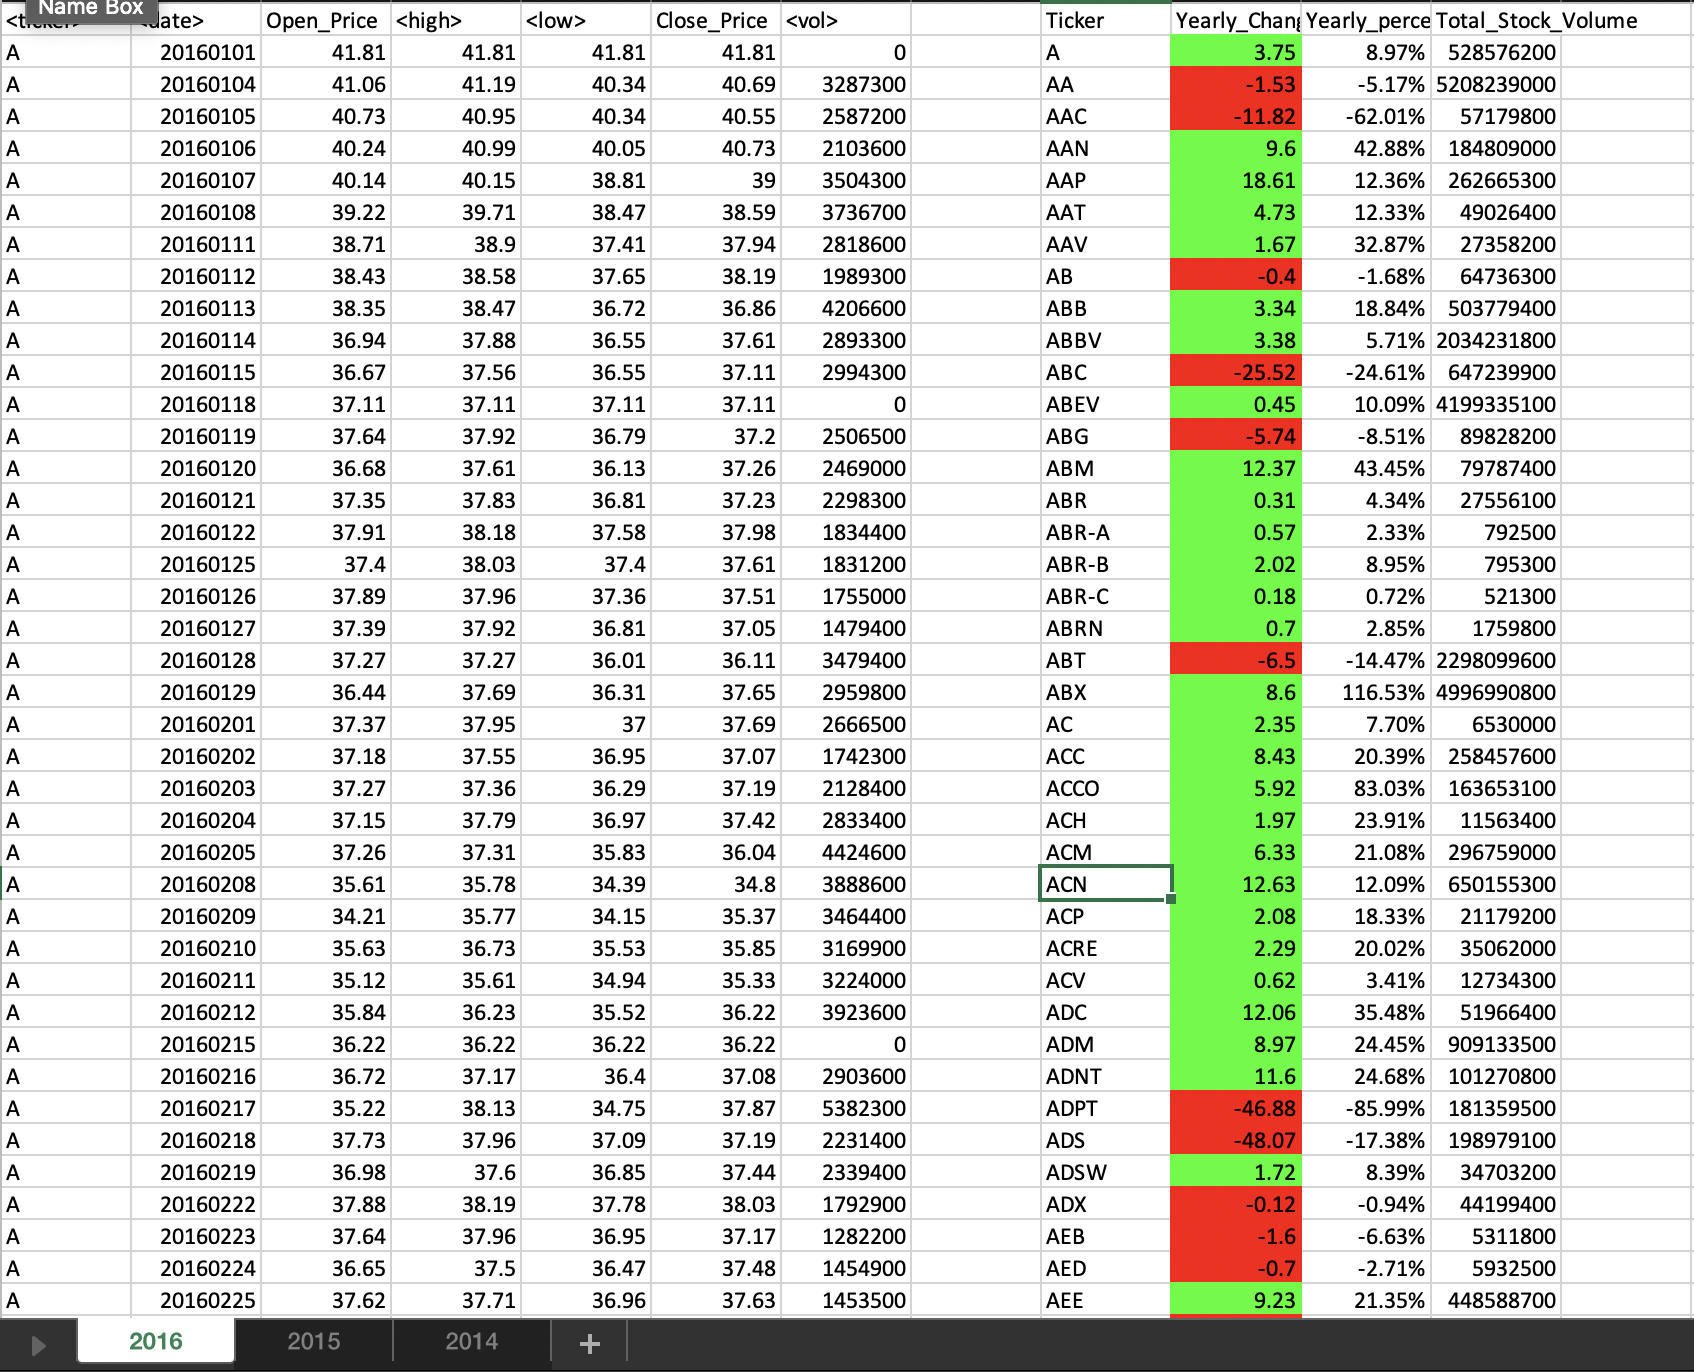 Name Box
<ticker> <date> Open_Price <high> <low> Close_Price <vol> Ticker Yearly_Chang Yearly_perce Total_Stock_Volume
A 20160101 41.81 41.81 41.81 41.81 0 A 3.75 8.97% 528576200
A 20160104 41.06 41.19 40.34 40.69 3287300 AA -1.53 -5.17% 5208239000
A 20160105 40.73 40.95 40.34 40.55 2587200 AAC -11.82 -62.01% 57179800
A 20160106 40.24 40.99 40.05 40.73 2103600 AAN 9.6 42.88% 184809000
A 20160107 40.14 40.15 38.81 39 3504300 AAP 18.61 12.36% 262665300
A 20160108 39.22 39.71 38.47 38.59 3736700 AAT 4.73 12.33% 49026400
A 20160111 38.71 38.9 37.41 37.94 2818600 AAV 1.67 32.87% 27358200
A 20160112 38.43 38.58 37.65 38.19 1989300 AB -0.4 -1.68% 64736300
A 20160113 38.35 38.47 36.72 36.86 4206600 ABB 3.34 18.84% 503779400
A 20160114 36.94 37.88 36.55 37.61 2893300 ABBV 3.38 5.71% 2034231800
A 20160115 36.67 37.56 36.55 37.11 2994300 ABC -25.52 -24.61% 647239900
A 20160118 37.11 37.11 37.11 37.11 0 ABEV 0.45 10.09% 4199335100
A 20160119 37.64 37.92 36.79 37.2 2506500 ABG -5.74 -8.51% 89828200
A 20160120 36.68 37.61 36.13 37.26 2469000 ABM 12.37 43.45% 79787400
A 20160121 37.35 37.83 36.81 37.23 2298300 ABR 0.31 4.34% 27556100
A 20160122 37.91 38.18 37.58 37.98 1834400 ABR-A 0.57 2.33% 792500
A 20160125 37.4 38.03 37.4 37.61 1831200 ABR-B 2.02 8.95% 795300
A 20160126 37.89 37.96 37.36 37.51 1755000 ABR-C 0.18 0.72% 521300
A 20160127 37.39 37.92 36.81 37.05 1479400 ABRN 0.7 2.85% 1759800
A 20160128 37.27 37.27 36.01 36.11 3479400 ABT -6.5 -14.47% 2298099600
A 20160129 36.44 37.69 36.31 37.65 2959800 ABX 8.6 116.53% 4996990800
A 20160201 37.37 37.95 37 37.69 2666500 AC 2.35 7.70% 6530000
A 20160202 37.18 37.55 36.95 37.07 1742300 ACC 8.43 20.39% 258457600
A 20160203 37.27 37.36 36.29 37.19 2128400 ACCO 5.92 83.03% 163653100
A 20160204 37.15 37.79 36.97 37.42 2833400 ACH 1.97 23.91% 11563400
A 20160205 37.26 37.31 35.83 36.04 4424600 ACM 6.33 21.08% 296759000
A 20160208 35.61 35.78 34.39 34.8 3888600 ACN 12.63 12.09% 650155300
A 20160209 34.21 35.77 34.15 35.37 3464400 ACP 2.08 18.33% 21179200
A 20160210 35.63 36.73 35.53 35.85 3169900 ACRE 2.29 20.02% 35062000
A 20160211 35.12 35.61 34.94 35.33 3224000 ACV 0.62 3.41% 12734300
A 20160212 35.84 36.23 35.52 36.22 3923600 ADC 12.06 35.48% 51966400
A 20160215 36.22 36.22 36.22 36.22 0 ADM 8.97 24.45% 909133500
A 20160216 36.72 37.17 36.4 37.08 2903600 ADNT 11.6 24.68% 101270800
A 20160217 35.22 38.13 34.75 37.87 5382300 ADPT -46.88 -85.99% 181359500
A 20160218 37.73 37.96 37.09 37.19 2231400 ADS -48.07 -17.38% 198979100
A 20160219 36.98 37.6 36.85 37.44 2339400 ADSW 1.72 8.39% 34703200
A 20160222 37.88 38.19 37.78 38.03 1792900 ADX -0.12 -0.94% 44199400
A 20160223 37.64 37.96 36.95 37.17 1282200 AEB -1.6 -6.63% 5311800
A 20160224 36.65 37.5 36.47 37.48 1454900 AED -0.7 -2.71% 5932500
A 20160225 37.62 37.71 36.96 37.63 1453500 AEE 9.23 21.35% 448588700
2016 2015 2014 +